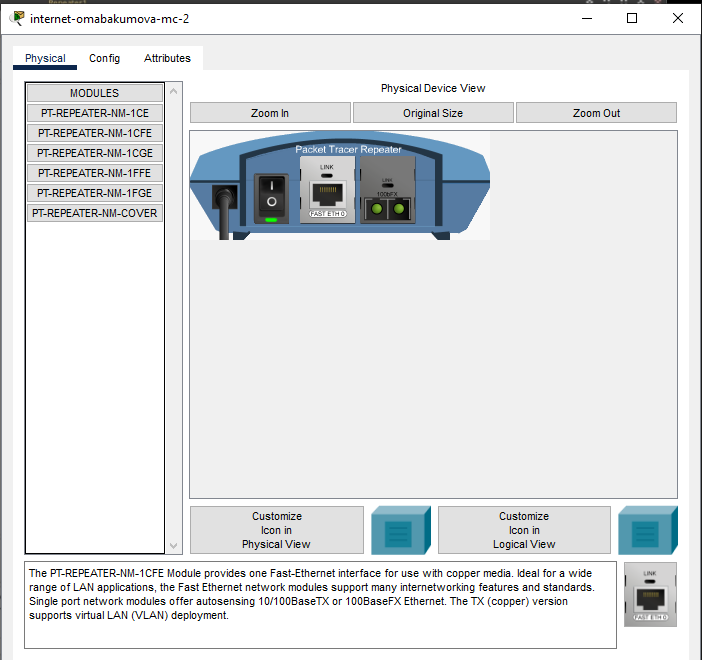 internet-omabakumova-mc-2
Physical Config Attributes
MODULES
PT-REPEATER-NM-1CE
PT-REPEATER-NM-1CFE
PT-REPEATER-NM-1CGE
PT-REPEATER-NM-1FFE
PT-REPEATER-NM-1FGE
PT-REPEATER-NM-COVER
Physical Device View
Zoom In Original Size Zoom Out
Packet Tracer Repeater
LINK
FAST ETH 0
LINK
100bFX
Customize
Icon in
Physical View
Customize
Icon in
Logical View
The PT-REPEATER-NM-1CFE Module provides one Fast-Ethernet interface for use with copper media. Ideal for a wide
range of LAN applications, the Fast Ethernet network modules support many internetworking features and standards.
Single port network modules offer autosensing 10/100BaseTX or 100BaseFX Ethernet. The TX (copper) version
supports virtual LAN (VLAN) deployment.
LINK
FAST ETH 0